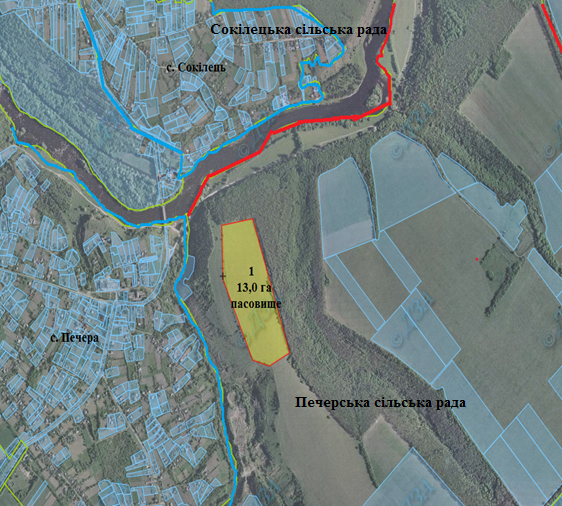 Сокілецька сільська рада
с. Сокілець
1
13,0 га
пасовище
с. Печера
Печерська сільська рада